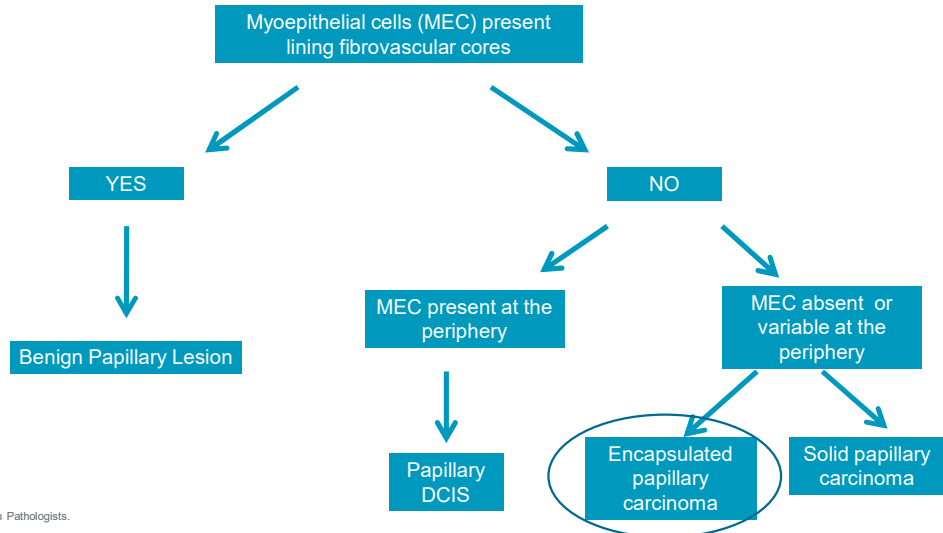 Myoepithelial cells (MEC) present
lining fibrovascular cores
YES
NO
MEC present at the
periphery
MEC absent or
variable at the
periphery
Benign Papillary Lesion
Papillary
DCIS
Encapsulated
papillary
carcinoma
Solid papillary
carcinoma
Pathologists.